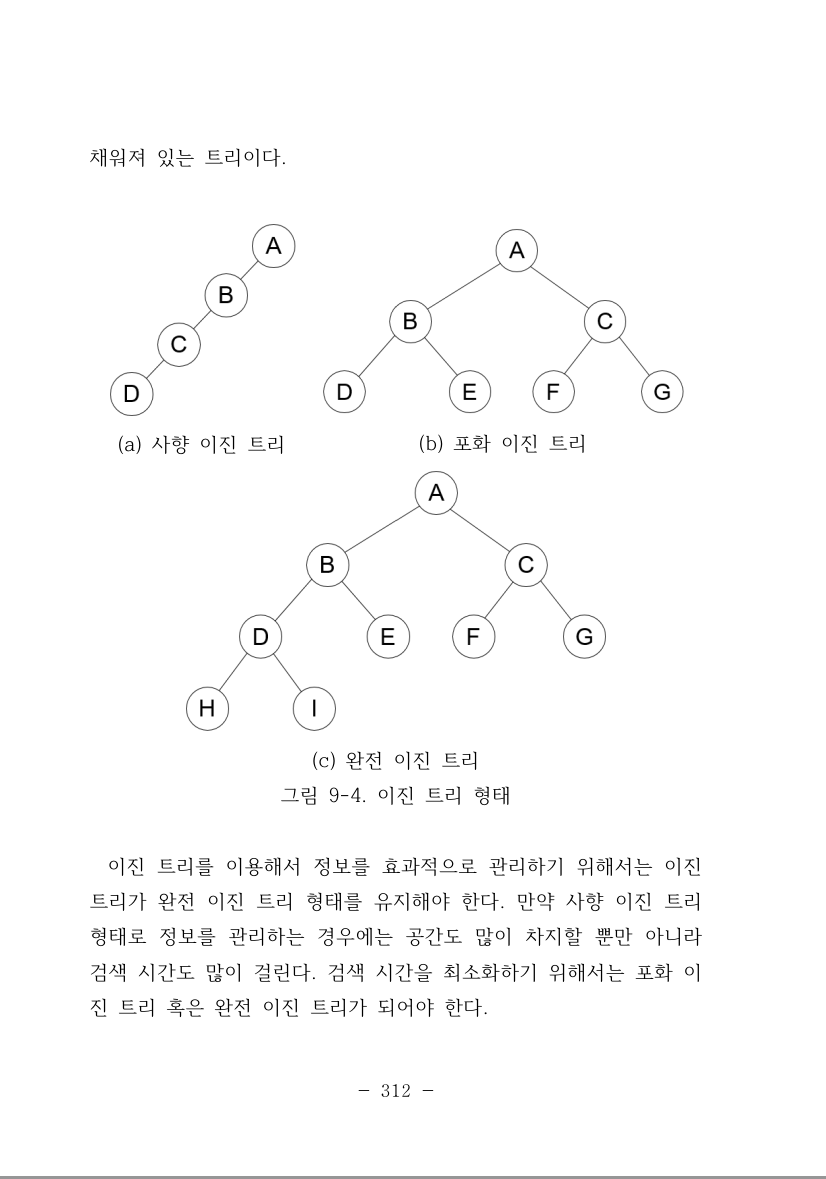 채워져 있는 트리이다.
A
B
C
D
(a) 사향 이진 트리
A
B C
D E F G
(b) 포화 이진 트리
A
B C
D E F G
H I
(c) 완전 이진 트리
그림 9-4. 이진 트리 형태
이진 트리를 이용해서 정보를 효과적으로 관리하기 위해서는 이진
트리가 완전 이진 트리 형태를 유지해야 한다. 만약 사향 이진 트리
형태로 정보를 관리하는 경우에는 공간도 많이 차지할 뿐만 아니라
검색 시간도 많이 걸린다. 검색 시간을 최소화하기 위해서는 포화 이
진 트리 혹은 완전 이진 트리가 되어야 한다.
- 312 -